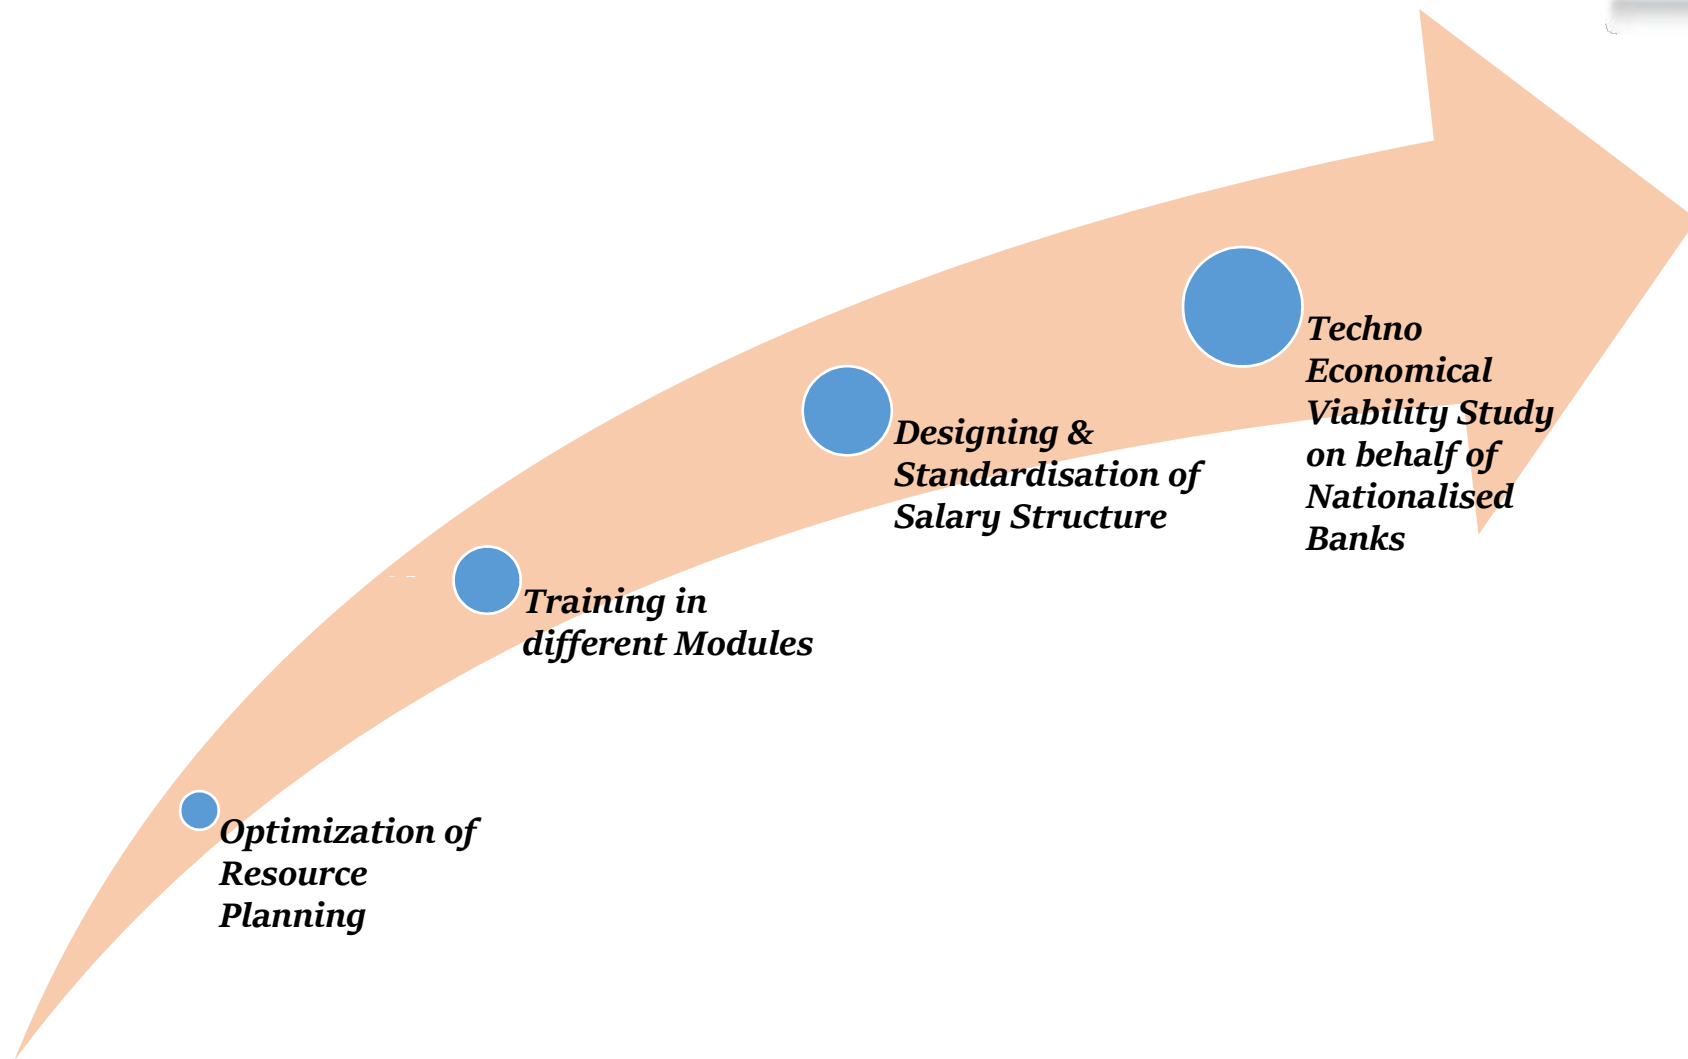 Optimization of
Resource
Planning
Training in
different Modules
Designing &
Standardisation of
Salary Structure
Techno
Economical
Viability Study
on behalf of
Nationalised
Banks